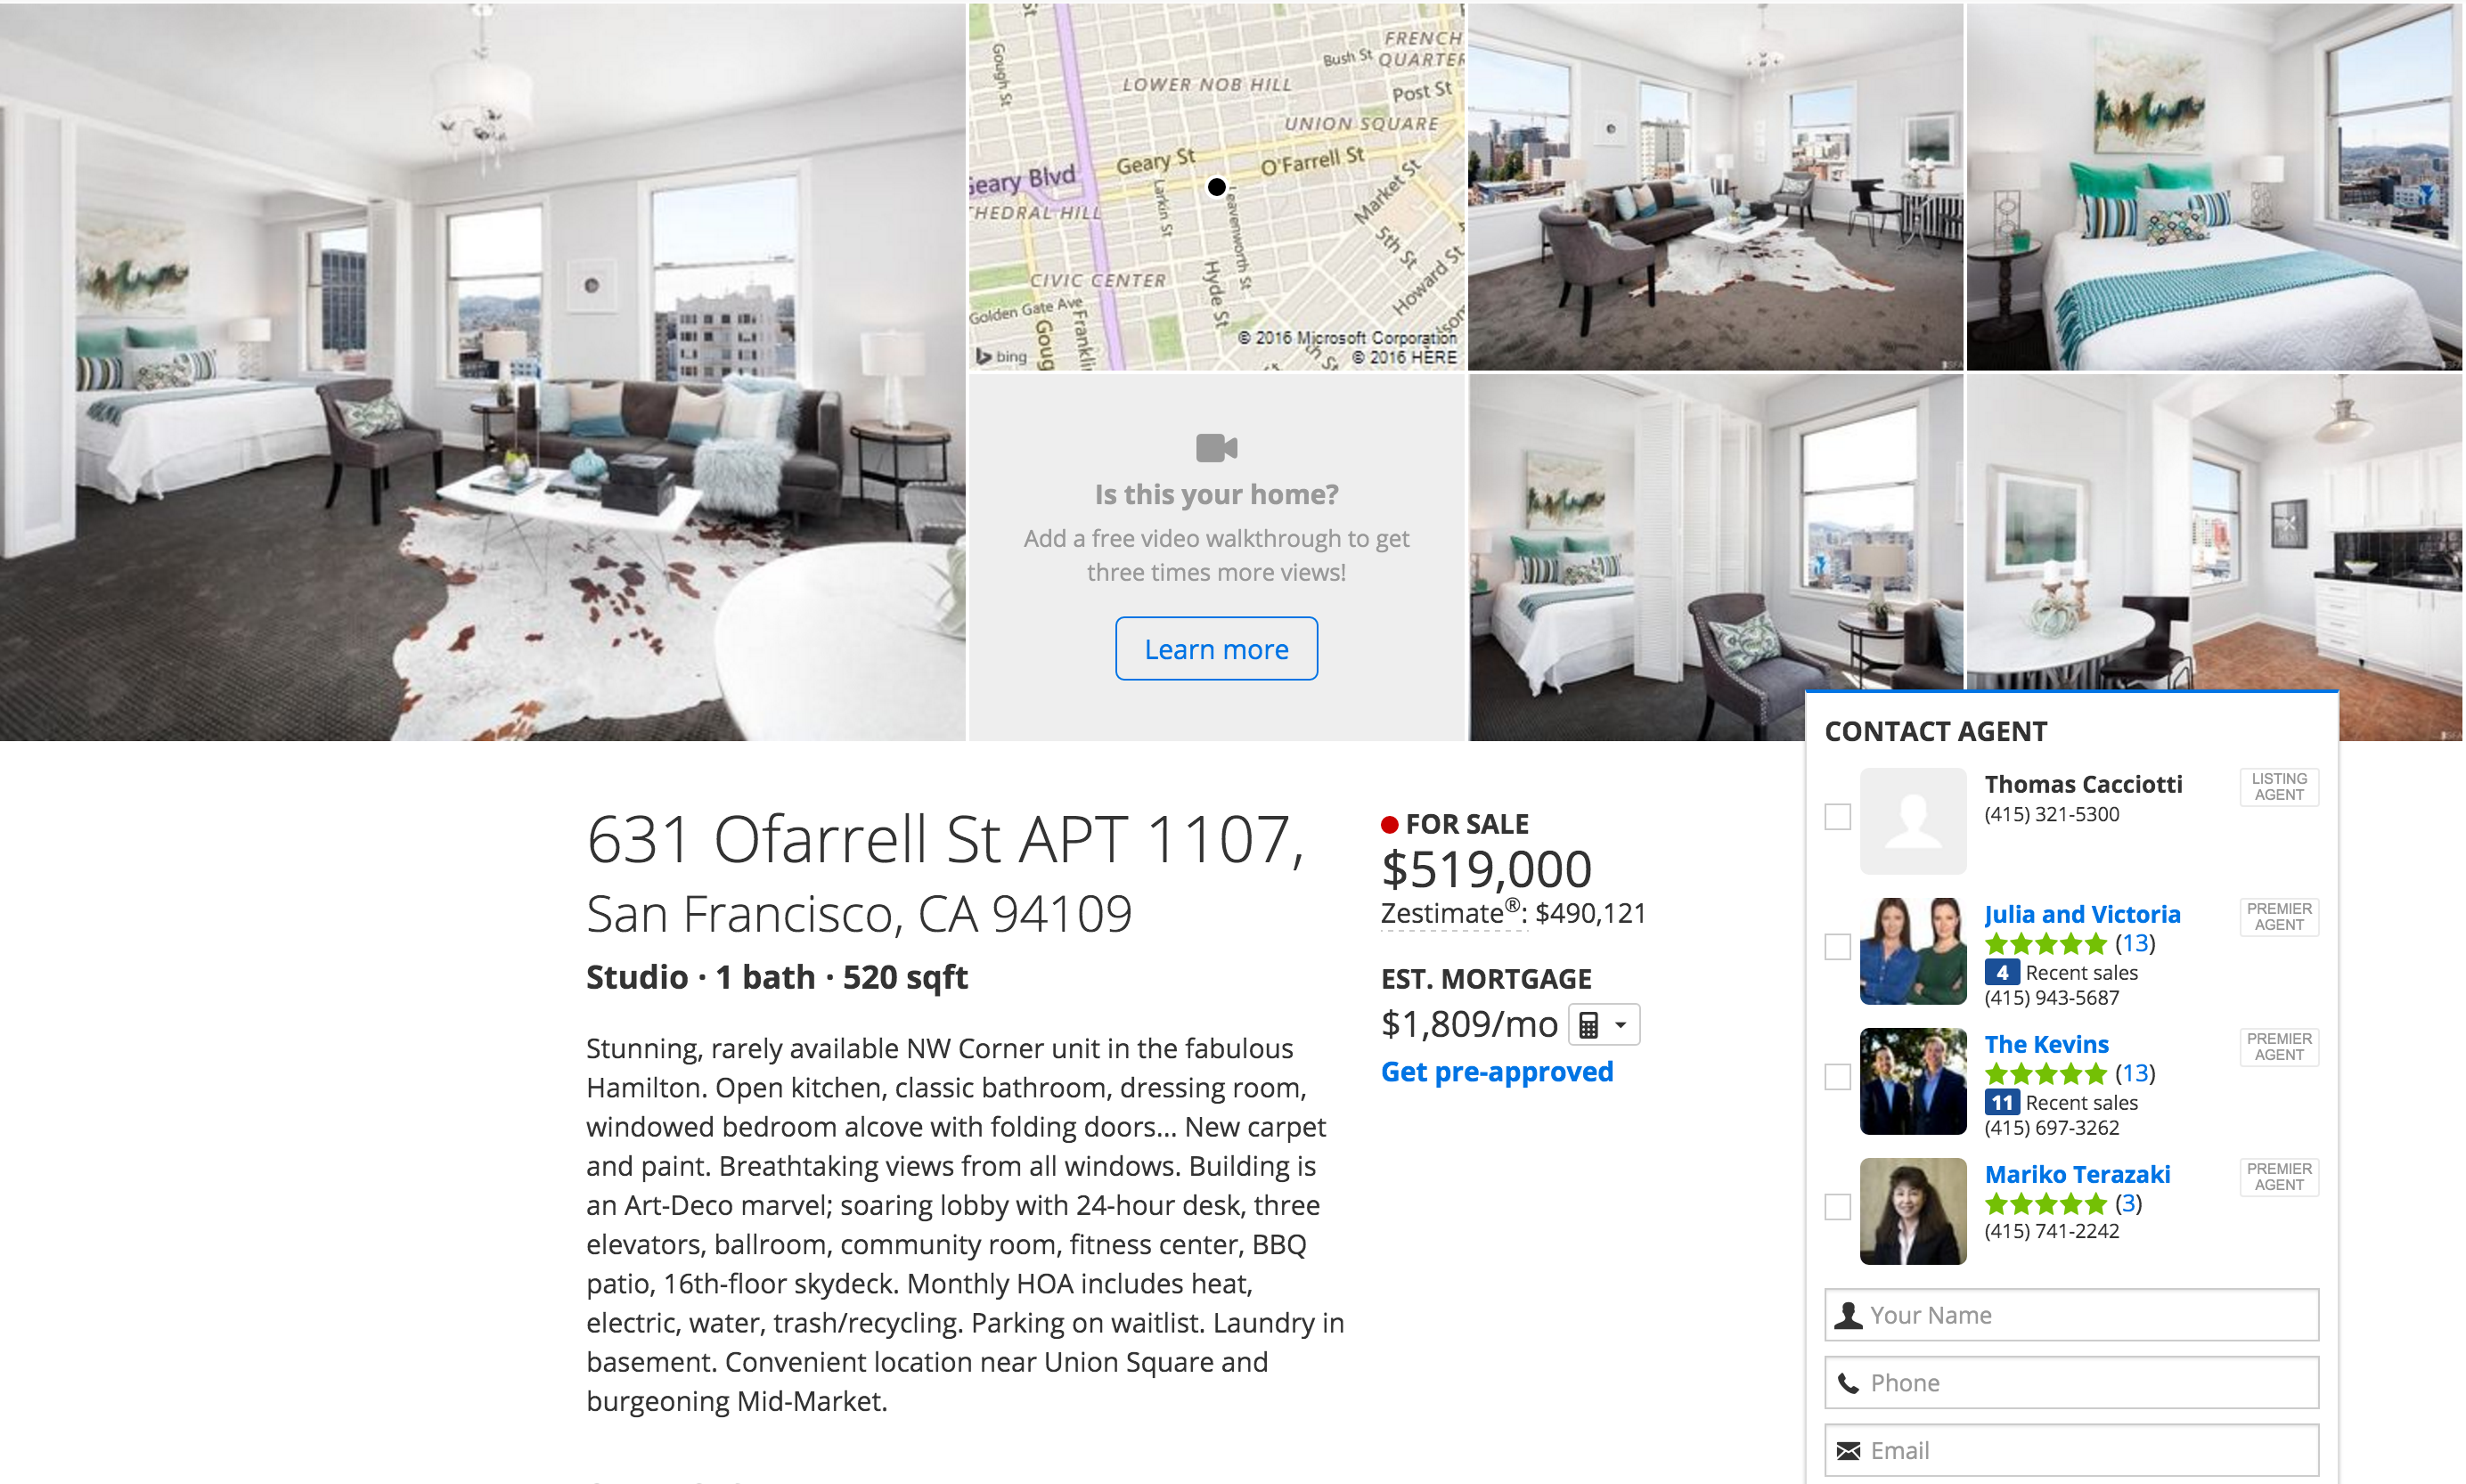 Gough St
FRENCH
QUARTER
Bush St
LOWER NOB HILL
Post St
UNION SQUARE
Geary St
O'Farrell St
Geary Blvd
Larkin St
Leavenworth St
Market St
THEDRAL HILL
5th St
CIVIC CENTER
Hyde St
Howard St
Golden Gate Ave
Goug
Franklin
© 2016 Microsoft Corporation
bing
© 2016 HERE
Is this your home?
Add a free video walkthrough to get
three times more views!
Learn more
631 Ofarrell St APT 1107,
San Francisco, CA 94109
Studio · 1 bath · 520 sqft
Stunning, rarely available NW Corner unit in the fabulous
Hamilton. Open kitchen, classic bathroom, dressing room,
windowed bedroom alcove with folding doors... New carpet
and paint. Breathtaking views from all windows. Building is
an Art-Deco marvel; soaring lobby with 24-hour desk, three
elevators, ballroom, community room, fitness center, BBQ
patio, 16th-floor skydeck. Monthly HOA includes heat,
electric, water, trash/recycling. Parking on waitlist. Laundry in
basement. Convenient location near Union Square and
burgeoning Mid-Market.
FOR SALE
$519,000
Zestimate®: $490,121
EST. MORTGAGE
$1,809/mo
Get pre-approved
CONTACT AGENT
Thomas Cacciotti
(415) 321-5300
LISTING
AGENT
Julia and Victoria
(13)
4 Recent sales
(415) 943-5687
PREMIER
AGENT
The Kevins
(13)
11 Recent sales
(415) 697-3262
PREMIER
AGENT
Mariko Terazaki
(3)
(415) 741-2242
PREMIER
AGENT
Your Name
Phone
Email